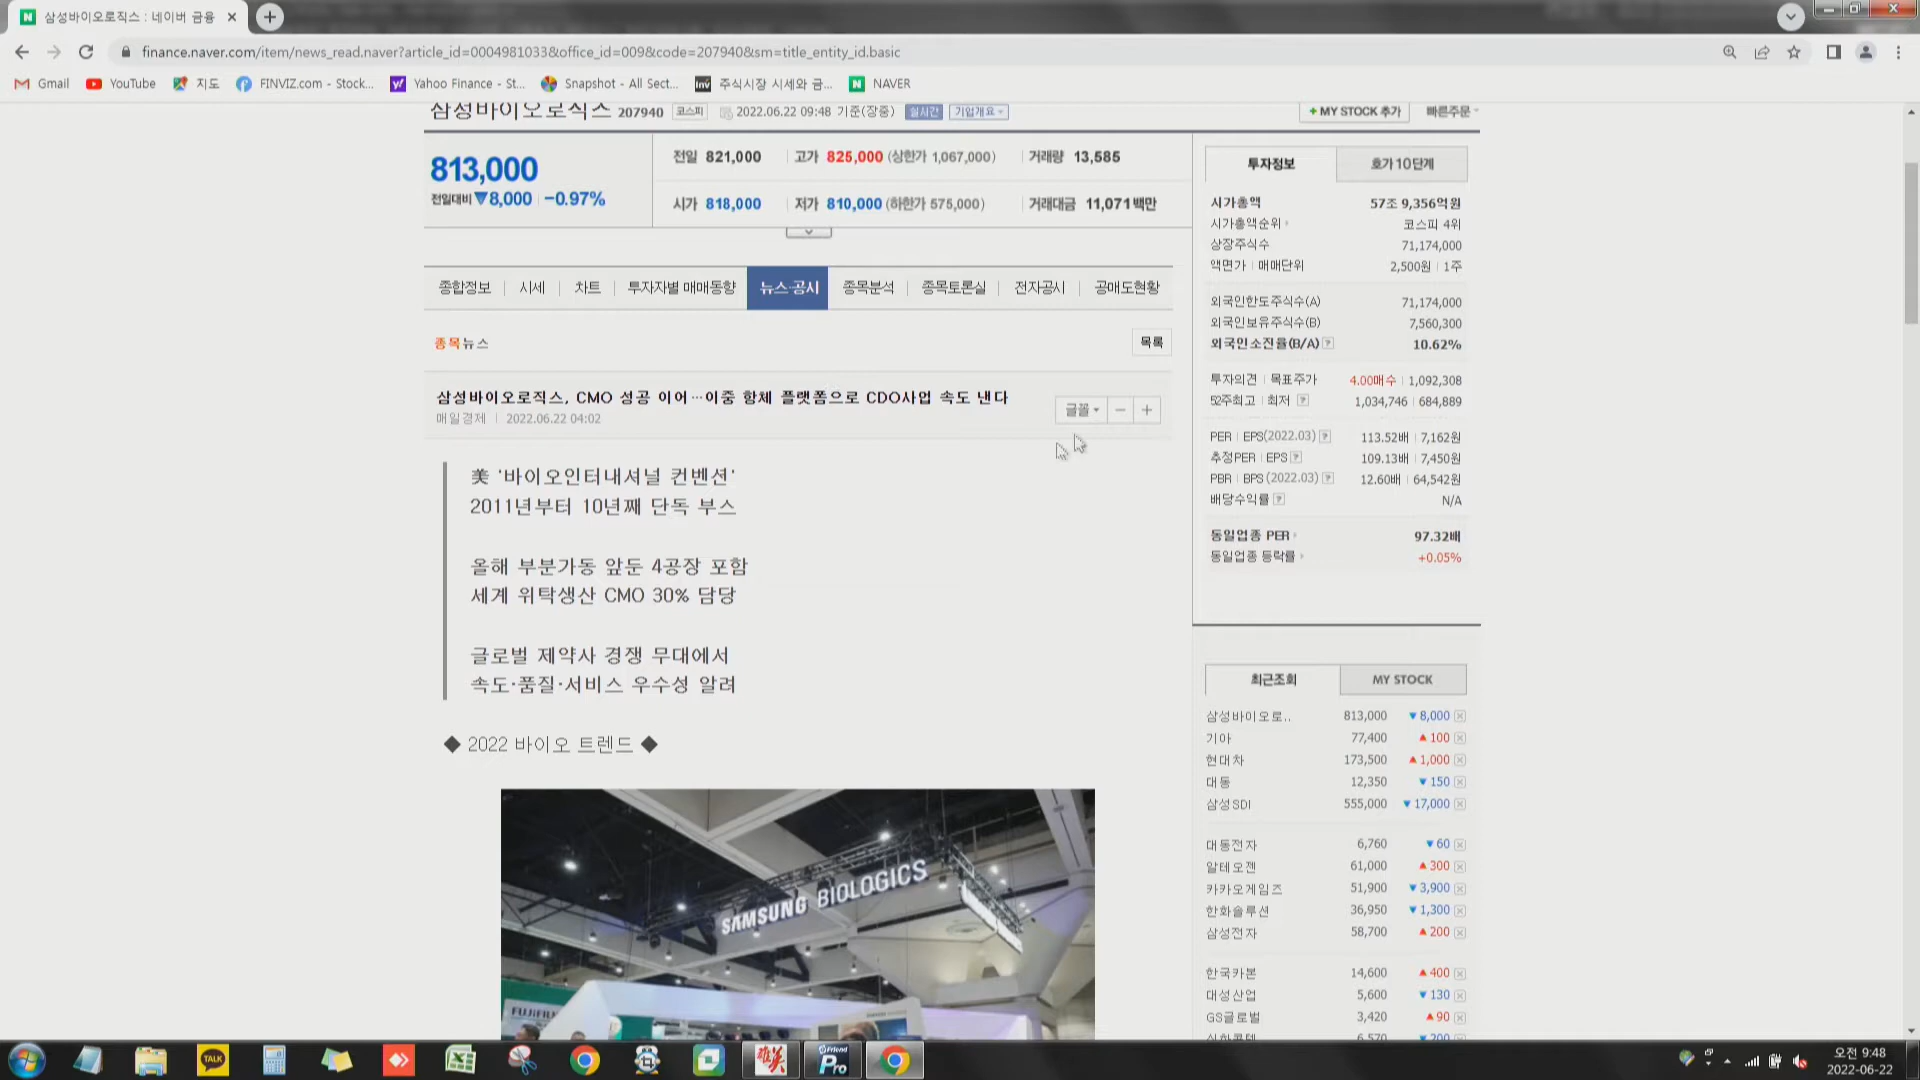 삼성바이오로직스 : 네이버 금융
finance.naver.com/item/news_read.naver?article_id=0004981033&office_id=009&code=207940&sm=title_entity_id.basic
Gmail YouTube 지도 FINVIZ.com - Stock... Yahoo Finance - St... Snapshot - All Sect... 주식시장 시세와 금... NAVER
삼성바이오로직스 207940 코스피 2022.06.22 09:48 기준(장중) 실시간 기업개요
+ MY STOCK 추가 빠른주문
813,000
전일대비 ▼8,000 -0.97%
전일 821,000 고가 825,000 (상한가 1,067,000) 거래량 13,585
시가 818,000 저가 810,000 (하한가 575,000) 거래대금 11,071 백만
종합정보 시세 차트 투자자별 매매동향 뉴스·공시 종목분석 종목토론실 전자공시 공매도현황
종목뉴스
목록
삼성바이오로직스, CMO 성공 이어…이중 항체 플랫폼으로 CDO사업 속도 낸다
매일경제 2022.06.22 04:02
글꼴 − +
美 '바이오인터내셔널 컨벤션'
2011년부터 10년째 단독 부스
올해 부분가동 앞둔 4공장 포함
세계 위탁생산 CMO 30% 담당
글로벌 제약사 경쟁 무대에서
속도·품질·서비스 우수성 알려
◆ 2022 바이오 트렌드 ◆
SAMSUNG BIOLOGICS
FUJIFILM
투자정보 호가 10단계
시가총액 57조 9,356억원
시가총액순위 코스피 4위
상장주식수 71,174,000
액면가 매매단위 2,500원 1주
외국인한도주식수(A) 71,174,000
외국인보유주식수(B) 7,560,300
외국인소진율(B/A) ? 10.62%
투자의견 목표주가 4.00매수 1,092,308
52주최고 최저 ? 1,034,746 684,889
PER EPS(2022.03) ? 113.52배 7,162원
추정PER EPS ? 109.13배 7,450원
PBR BPS (2022.03) ? 12.60배 64,542원
배당수익률 ? N/A
동일업종 PER 97.32배
동일업종 등락률 +0.05%
최근조회 MY STOCK
삼성바이오로.. 813,000 ▼8,000
기아 77,400 ▲100
현대차 173,500 ▲1,000
대동 12,350 ▼150
삼성SDI 555,000 ▼17,000
대동전자 6,760 ▼60
알테오젠 61,000 ▲300
카카오게임즈 51,900 ▼3,900
한화솔루션 36,950 ▼1,300
삼성전자 58,700 ▲200
한국카본 14,600 ▲400
대성산업 5,600 ▼130
GS글로벌 3,420 ▲90
6,570 ▼200
TALK
Friend
Pro
오전 9:48
2022-06-22